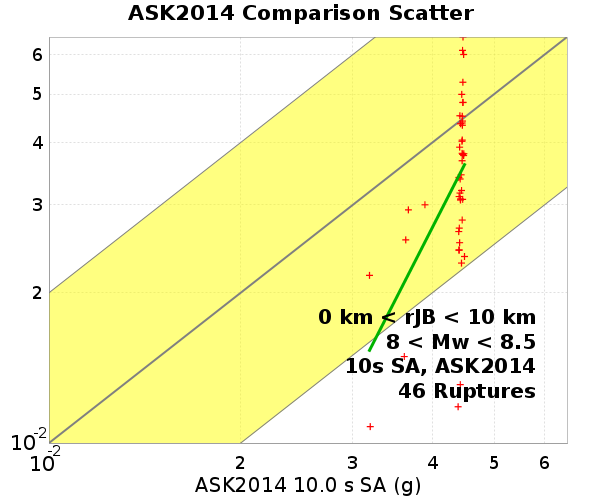 ASK2014 Comparison Scatter
6
5
4
3
2
0 km < rJB < 10 km
8 < Mw < 8.5
10s SA, ASK2014
46 Ruptures
10-2
10-2 2 3 4 5 6
ASK2014 10.0 s SA (g)